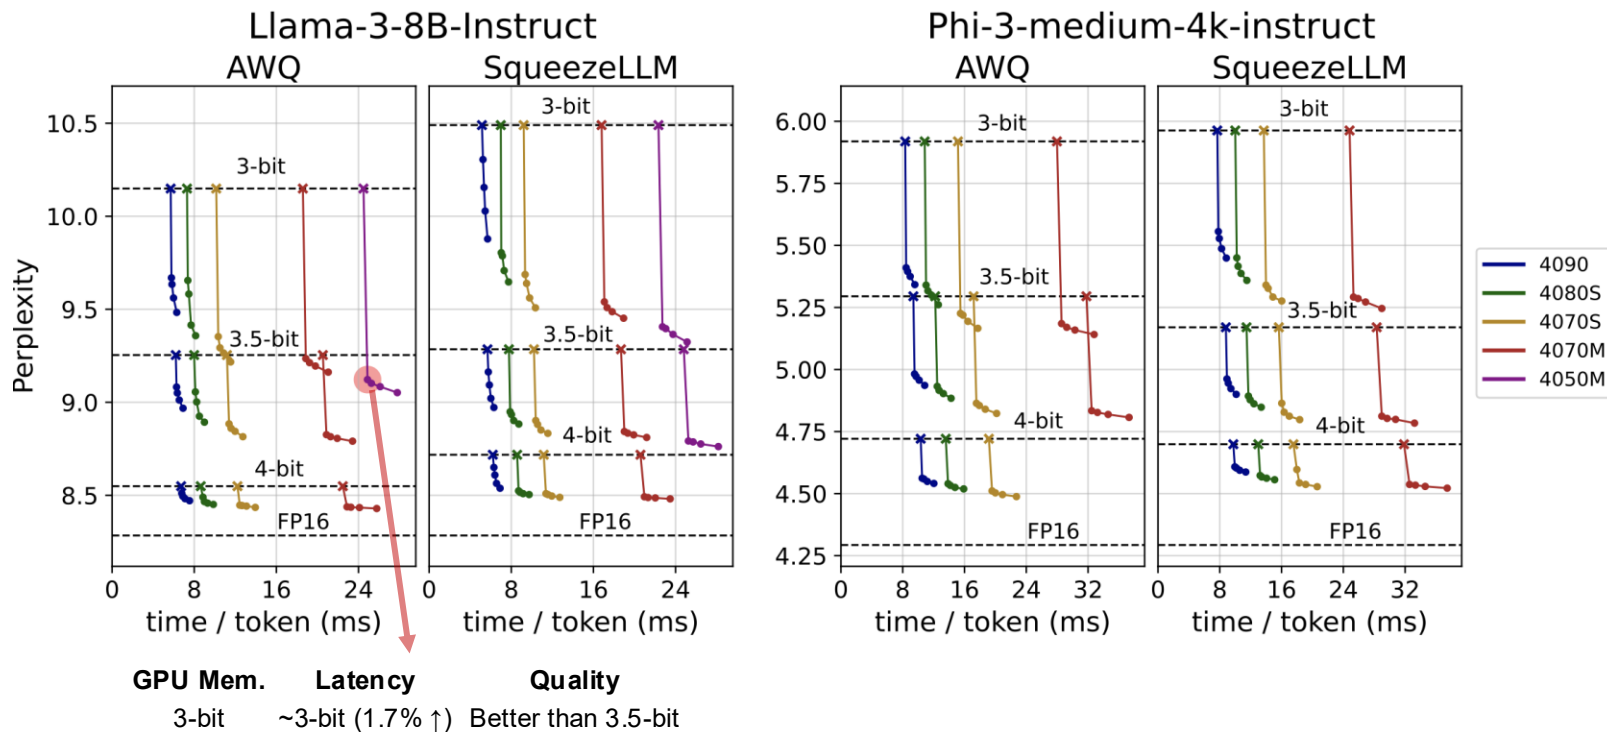 Llama-3-8B-Instruct
Phi-3-medium-4k-instruct
AWQ
SqueezeLLM
AWQ
SqueezeLLM
Perplexity
10.5
10.0
9.5
9.0
8.5
3-bit
3.5-bit
4-bit
FP16
0 8 16 24
time / token (ms)
3-bit
3.5-bit
4-bit
FP16
0 8 16 24
time / token (ms)
6.00
5.75
5.50
5.25
5.00
4.75
4.50
4.25
3-bit
3.5-bit
4-bit
FP16
0 8 16 24 32
time / token (ms)
3-bit
3.5-bit
4-bit
FP16
0 8 16 24 32
time / token (ms)
4090
4080S
4070S
4070M
4050M
GPU Mem. Latency Quality
3-bit ~3-bit (1.7% ↑) Better than 3.5-bit